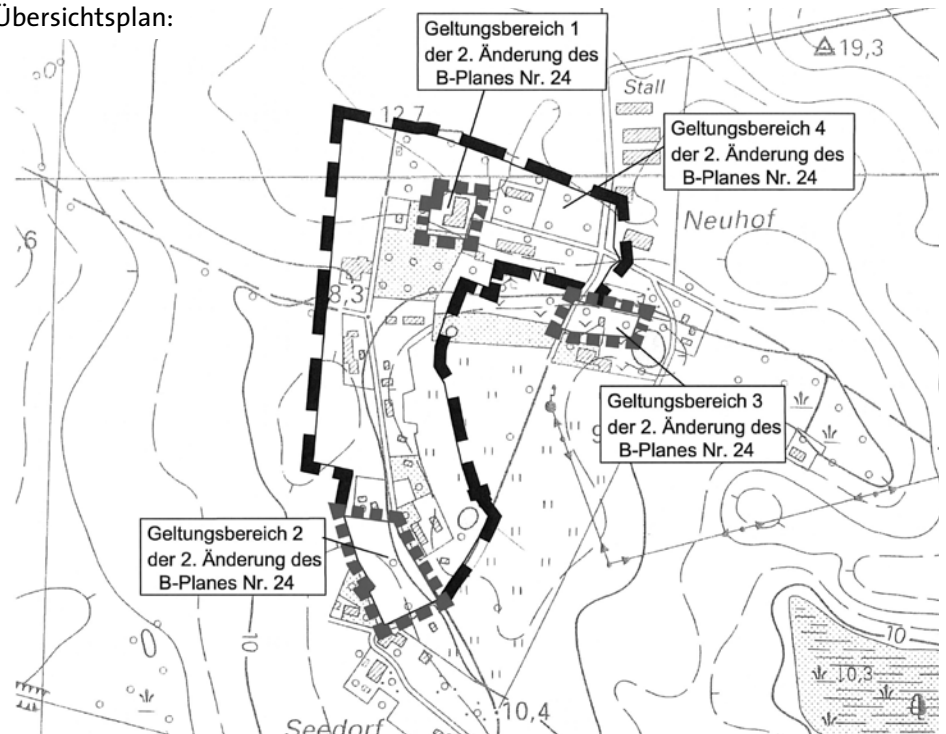 Übersichtsplan:
Geltungsbereich 1
der 2. Änderung des
B-Planes Nr. 24
19,3
Stall
12,7
Geltungsbereich 4
der 2. Änderung des
B-Planes Nr. 24
Neuhof
,6
8,3
Geltungsbereich 3
der 2. Änderung des
B-Planes Nr. 24
9
Geltungsbereich 2
der 2. Änderung des
B-Planes Nr. 24
10
10
10,3
10,4
Seedorf